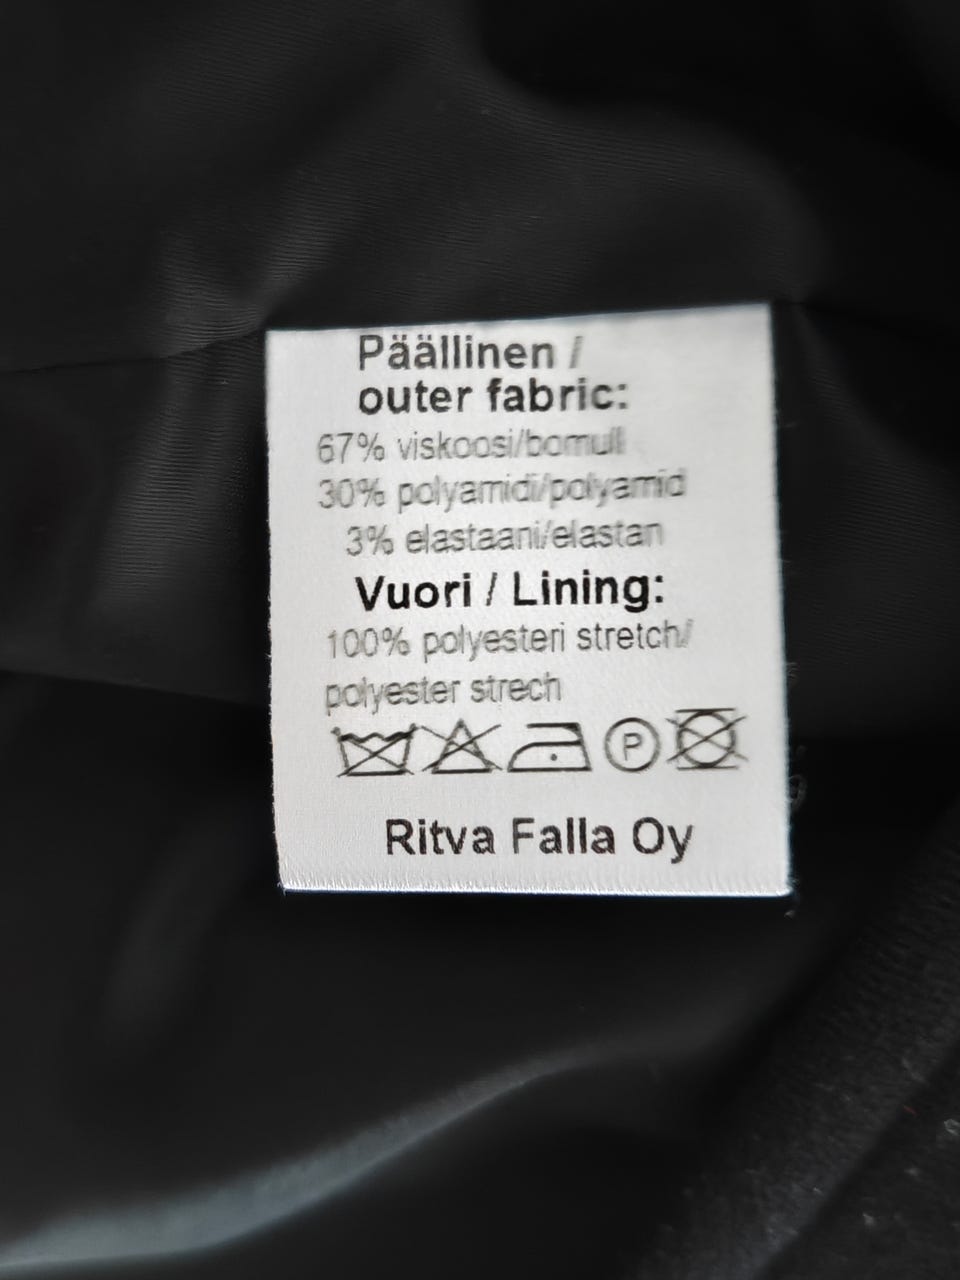 Päällinen /
outer fabric:
67% viskoosi/bomull
30% polyamidi/polyamid
3% elastaani/elastan
Vuori / Lining:
100% polyesteri stretch/
polyester strech
P
Ritva Falla Oy